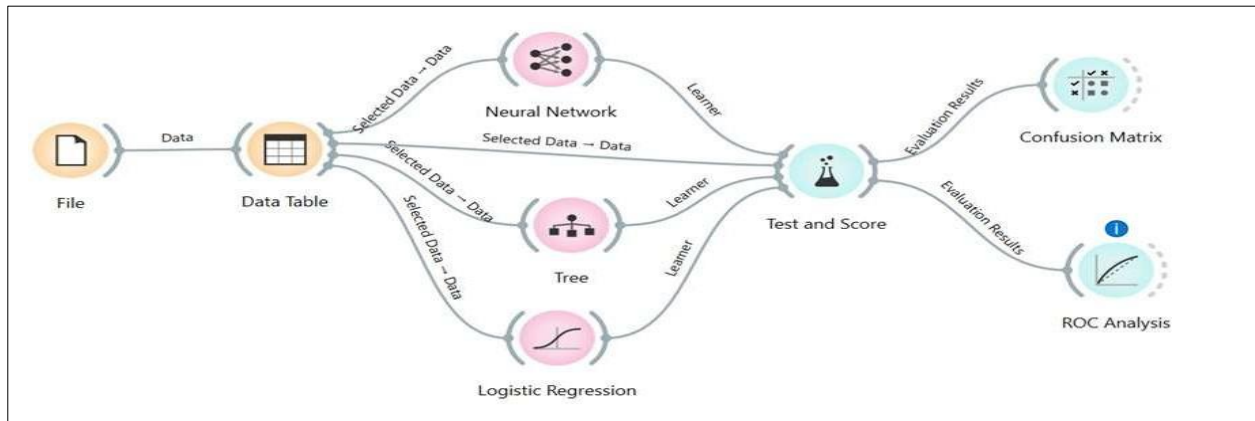 Neural Network
Selected Data → Data
Learner
File
Data
Data Table
Selected Data → Data
Selected Data → Data
Tree
Learner
Selected Data → Data
Logistic Regression
Learner
Test and Score
Evaluation Results
Confusion Matrix
Evaluation Results
i
ROC Analysis